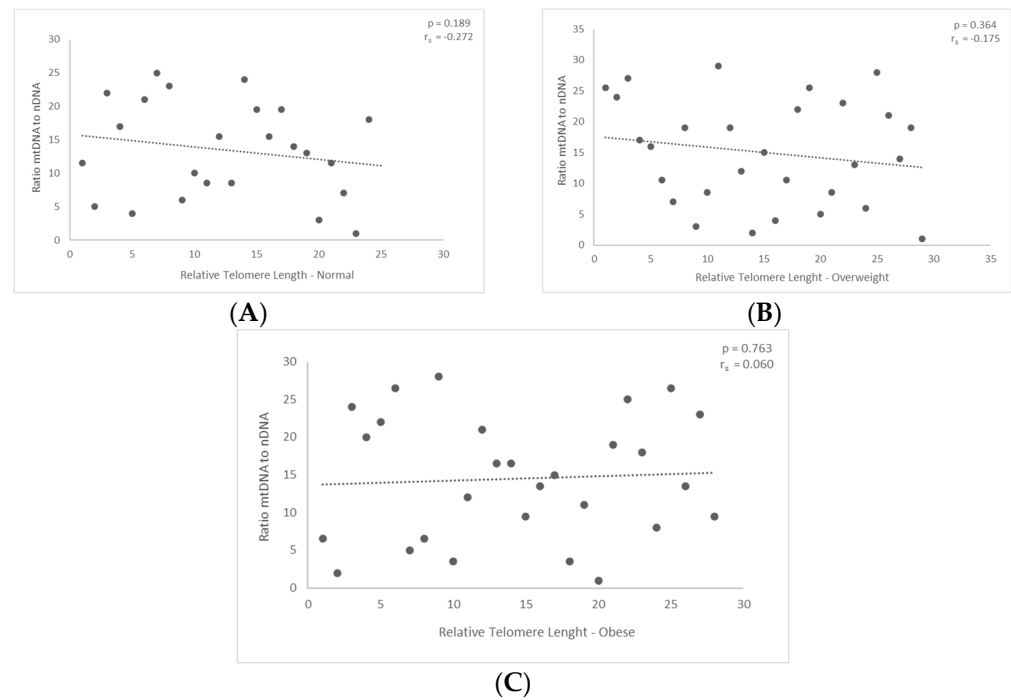 p = 0.189
rs = -0.272
30
25
20
15
10
5
0
Ratio mtDNA to nDNA
0 5 10 15 20 25 30
Relative Telomere Length - Normal
(A)
p = 0.364
rs = -0.175
35
30
25
20
15
10
5
0
Ratio mtDNA to nDNA
0 5 10 15 20 25 30 35
Relative Telomere Lenght - Overweight
(B)
p = 0.763
rs = 0.060
30
25
20
15
10
5
0
Ratio mtDNA to nDNA
0 5 10 15 20 25 30
Relative Telomere Lenght - Obese
(C)